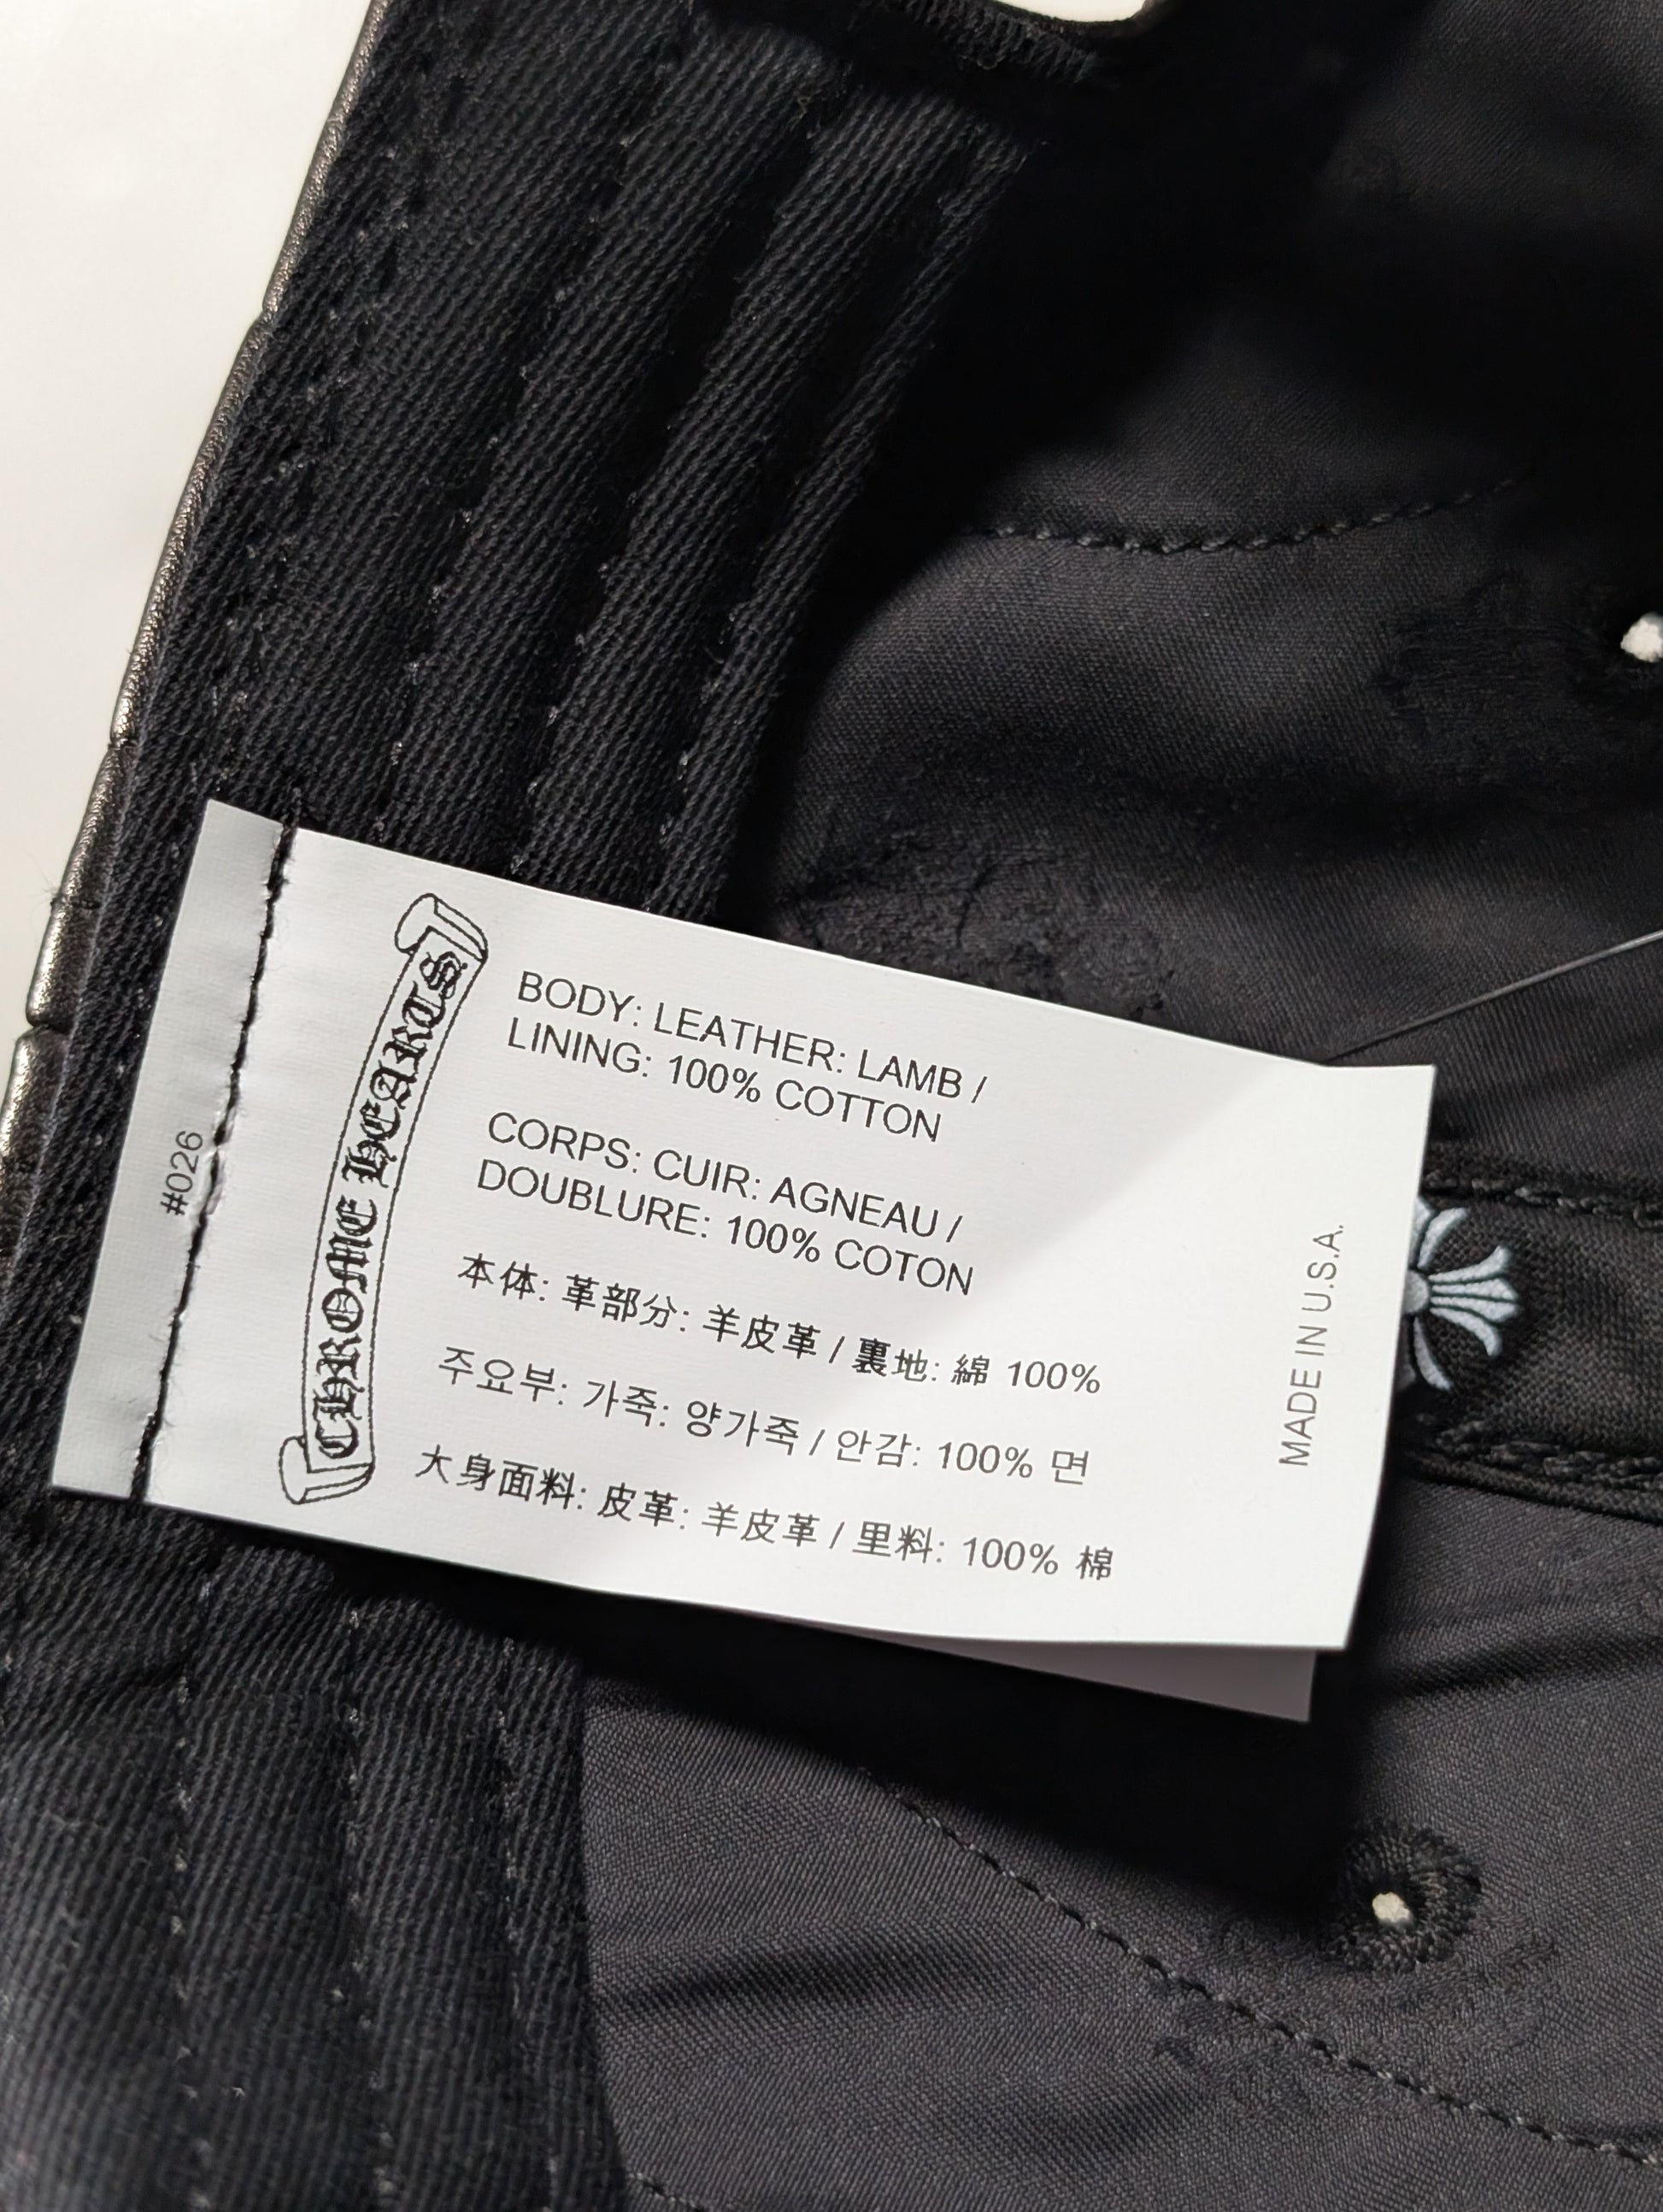 #026
CHROME HEARTS
BODY: LEATHER: LAMB /
LINING: 100% COTTON
CORPS: CUIR: AGNEAU /
DOUBLURE: 100% COTON
本体: 革部分: 羊皮革 / 裏地: 綿 100%
주요부: 가죽: 양가죽 / 안감: 100% 면
大身面料: 皮革: 羊皮革 / 里料: 100% 棉
MADE IN U.S.A.